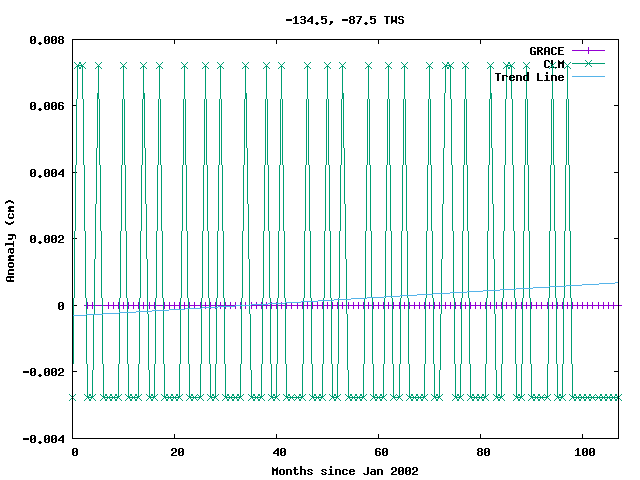 -134.5, -87.5 TWS
0.008
0.006
0.004
0.002
0
-0.002
-0.004
Anomaly (cm)
GRACE
CLM
Trend Line
0 20 40 60 80 100
Months since Jan 2002